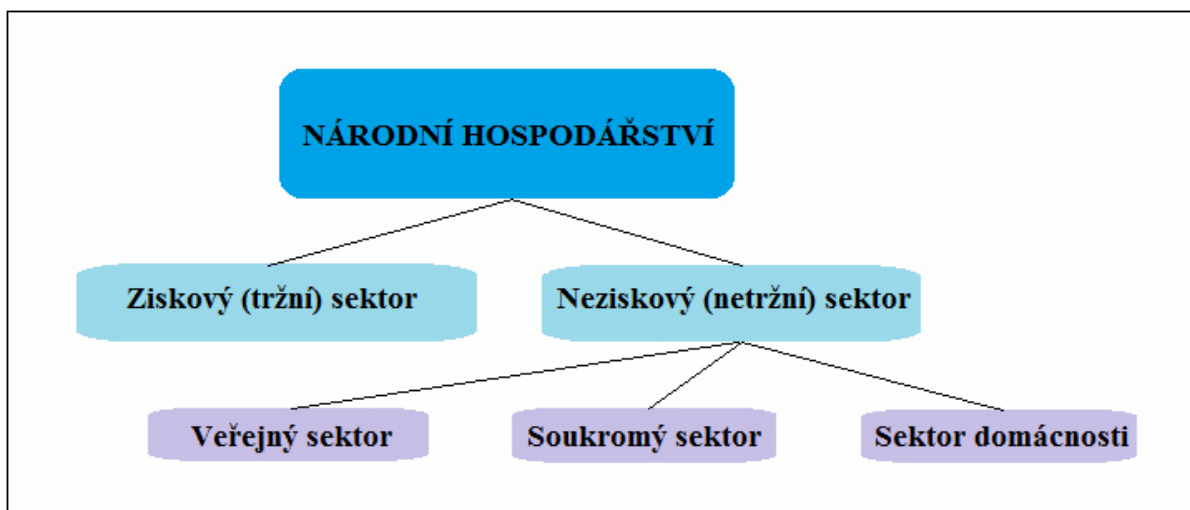 NÁRODNÍ HOSPODÁŘSTVÍ
Ziskový (tržní) sektor
Neziskový (netržní) sektor
Veřejný sektor
Soukromý sektor
Sektor domácnosti